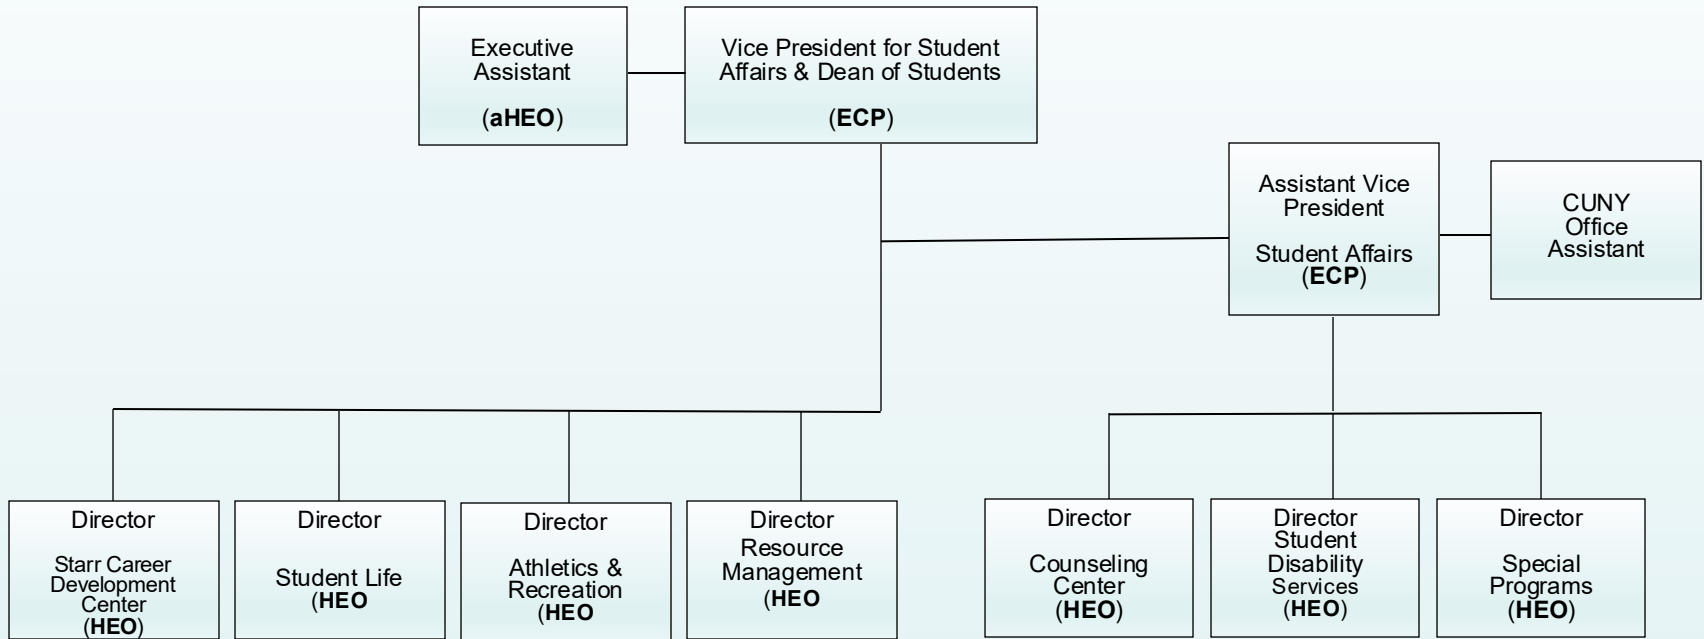 Executive
Assistant
(aHEO)
Vice President for Student
Affairs & Dean of Students
(ECP)
Assistant Vice
President
Student Affairs
(ECP)
CUNY
Office
Assistant
Director
Starr Career
Development
Center
(HEO)
Director
Student Life
(HEO
Director
Athletics &
Recreation
(HEO
Director
Resource
Management
(HEO
Director
Counseling
Center
(HEO)
Director
Student
Disability
Services
(HEO)
Director
Special
Programs
(HEO)